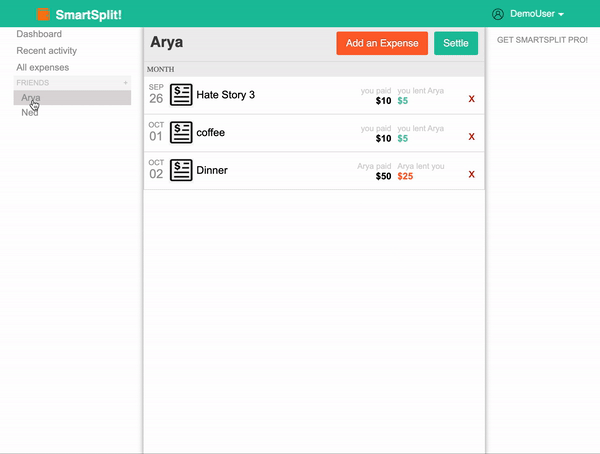 SmartSplit!
DemoUser
Dashboard
Recent activity
All expenses
FRIENDS +
Arya
Ned
Arya
Add an Expense
Settle
MONTH
SEP
26
Hate Story 3
you paid
$10
you lent Arya
$5
X
OCT
01
coffee
you paid
$10
you lent Arya
$5
X
OCT
02
Dinner
Arya paid
$50
Arya lent you
$25
X
GET SMARTSPLIT PRO!